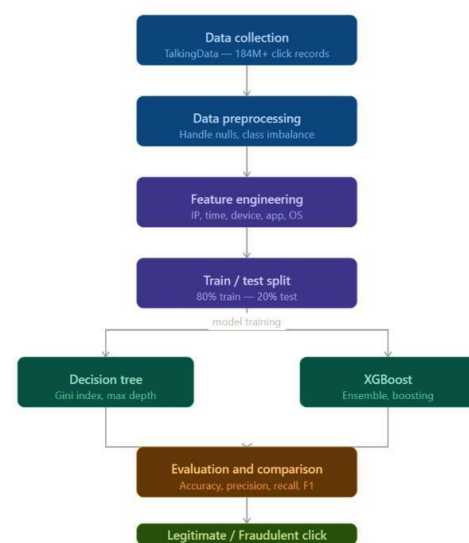 Data collection
TalkingData — 184M+ click records
Data preprocessing
Handle nulls, class imbalance
Feature engineering
IP, time, device, app, OS
Train / test split
80% train — 20% test
model training
Decision tree
Gini index, max depth
XGBoost
Ensemble, boosting
Evaluation and comparison
Accuracy, precision, recall, F1
Legitimate / Fraudulent click